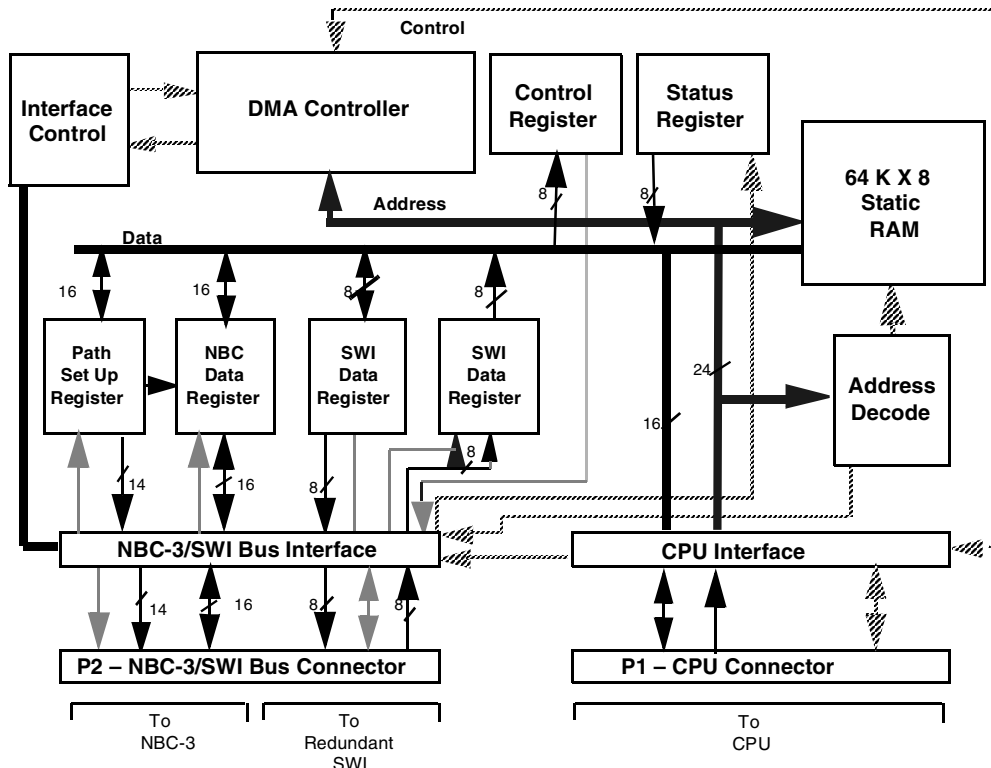 Control
Interface
Control
DMA Controller
Control
Register
Status
Register
64 K X 8
Static
RAM
8
8
Address
Data
16
16
8
8
Path
Set Up
Register
NBC
Data
Register
SWI
Data
Register
SWI
Data
Register
24
Address
Decode
16
14
16
8
8
NBC-3/SWI Bus Interface
CPU Interface
14
16
8
8
P2 – NBC-3/SWI Bus Connector
P1 – CPU Connector
To
NBC-3
To
Redundant
SWI
To
CPU